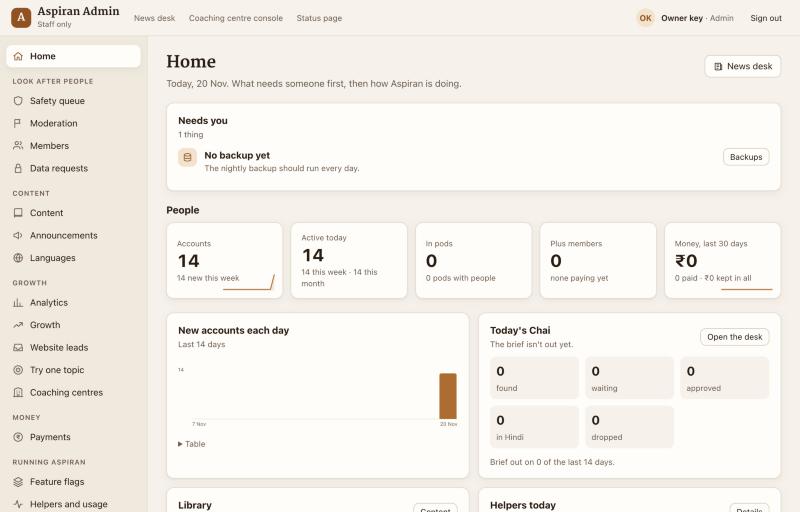 A
Aspiran Admin
Staff only
News desk
Coaching centre console
Status page
OK
Owner key · Admin
Sign out
Home
LOOK AFTER PEOPLE
Safety queue
Moderation
Members
Data requests
CONTENT
Content
Announcements
Languages
GROWTH
Analytics
Growth
Website leads
Try one topic
Coaching centres
MONEY
Payments
RUNNING ASPIRAN
Feature flags
Helpers and usage
Home
Today, 20 Nov. What needs someone first, then how Aspiran is doing.
News desk
Needs you
1 thing
No backup yet
The nightly backup should run every day.
Backups
People
Accounts
14
14 new this week
Active today
14
14 this week · 14 this
month
In pods
0
0 pods with people
Plus members
0
none paying yet
Money, last 30 days
₹0
0 paid · ₹0 kept in all
New accounts each day
Last 14 days
14
7 Nov
20 Nov
Table
Today's Chai
The brief isn't out yet.
Open the desk
0
found
0
waiting
0
approved
0
in Hindi
0
dropped
Brief out on 0 of the last 14 days.
Library
Content
Helpers today
Details